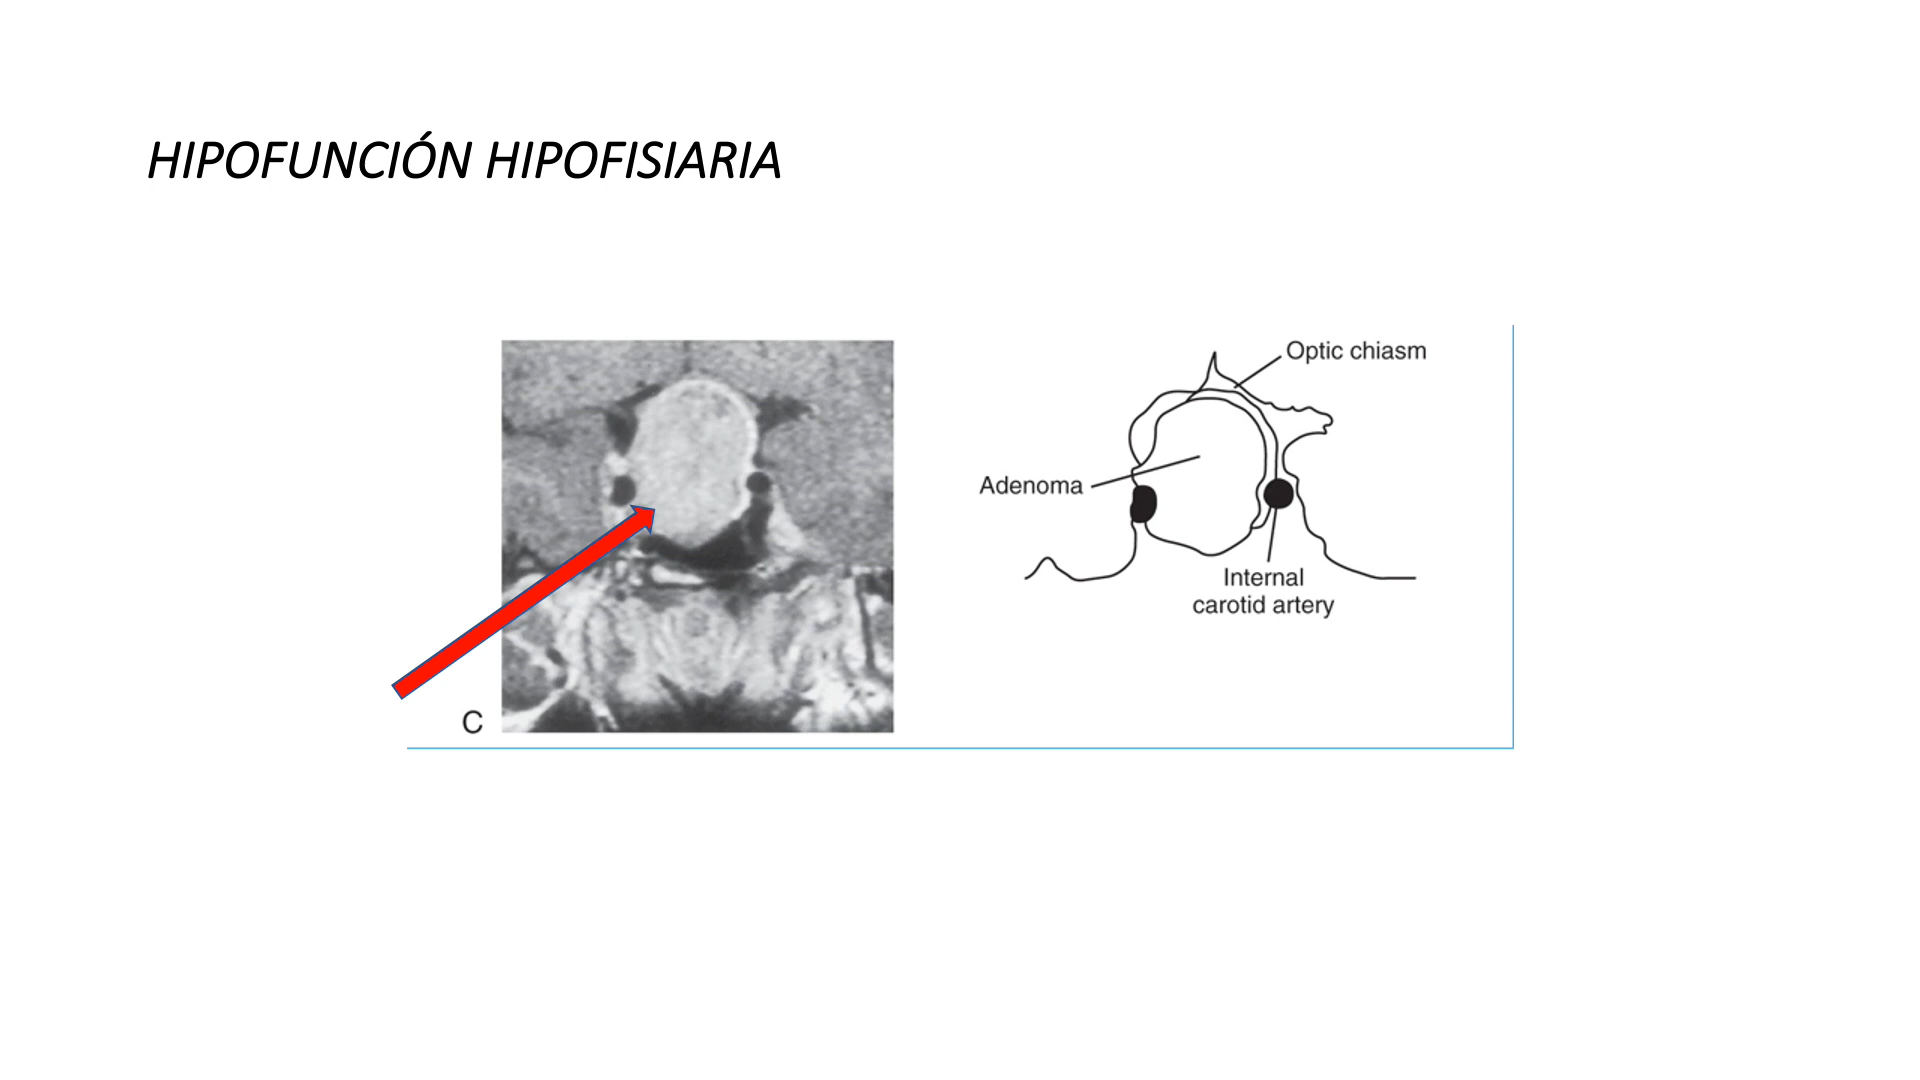 HIPOFUNCIÓN HIPOFISIARIA
Optic chiasm
Adenoma
Internal
carotid artery
C